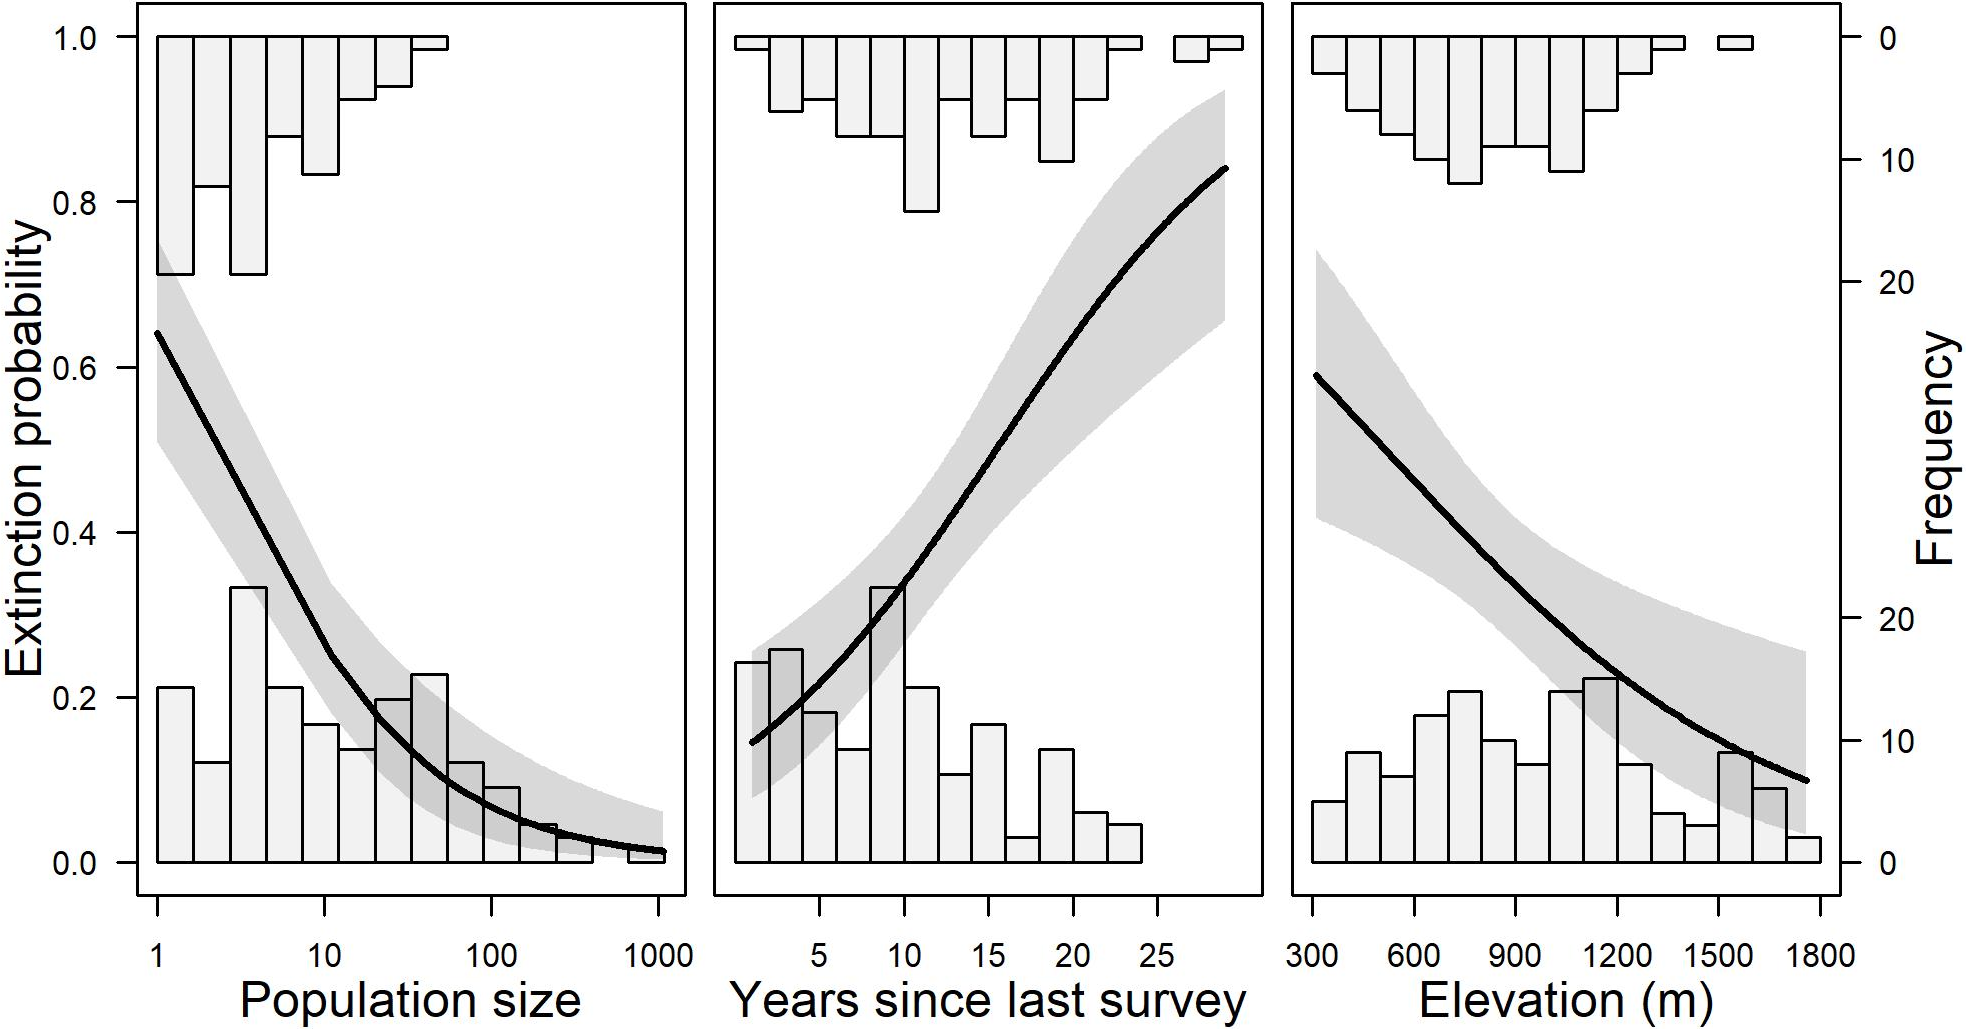 Extinction probability
1.0
0.8
0.6
0.4
0.2
0.0
1 10 100 1000
Population size
5 10 15 20 25
Years since last survey
300 600 900 1200 1500 1800
Elevation (m)
0
10
20
20
10
0
Frequency